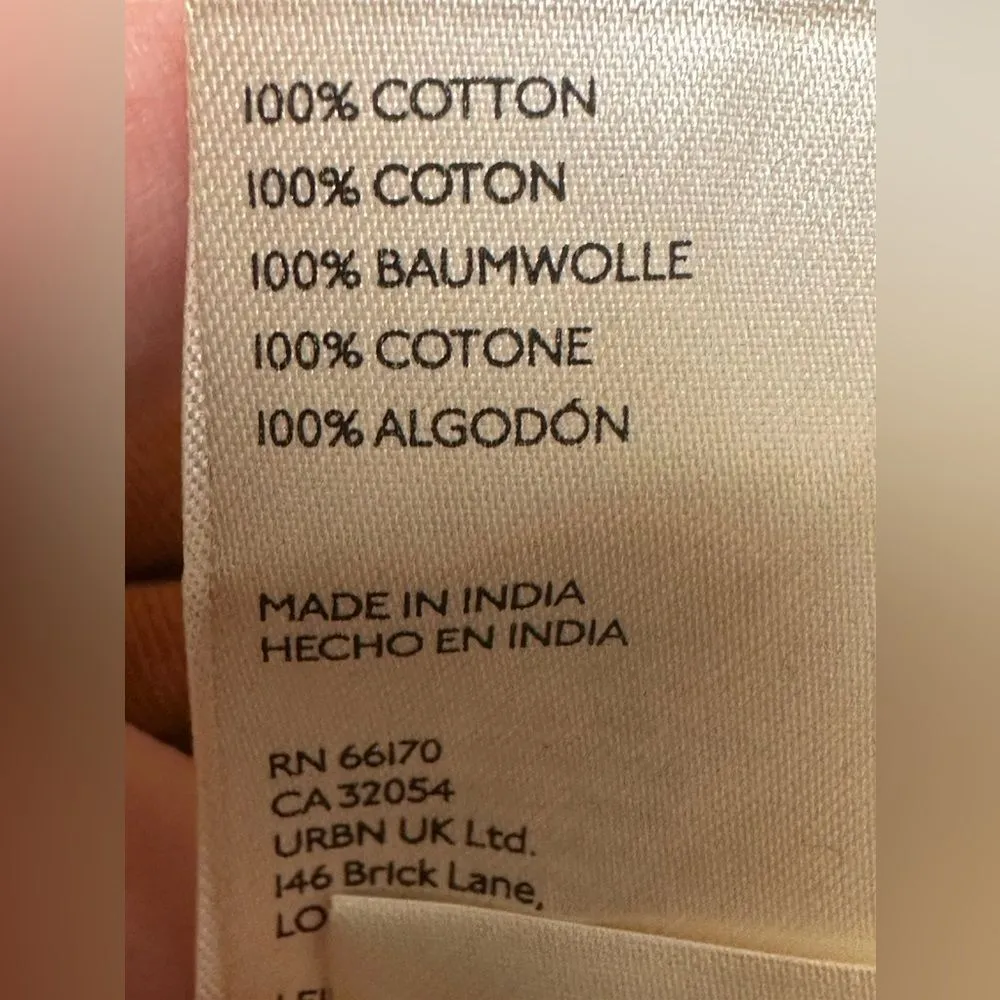 100% COTTON
100% COTON
100% BAUMWOLLE
100% COTONE
100% ALGODÓN
MADE IN INDIA
HECHO EN INDIA
RN 66170
CA 32054
URBN UK Ltd.
146 Brick Lane,